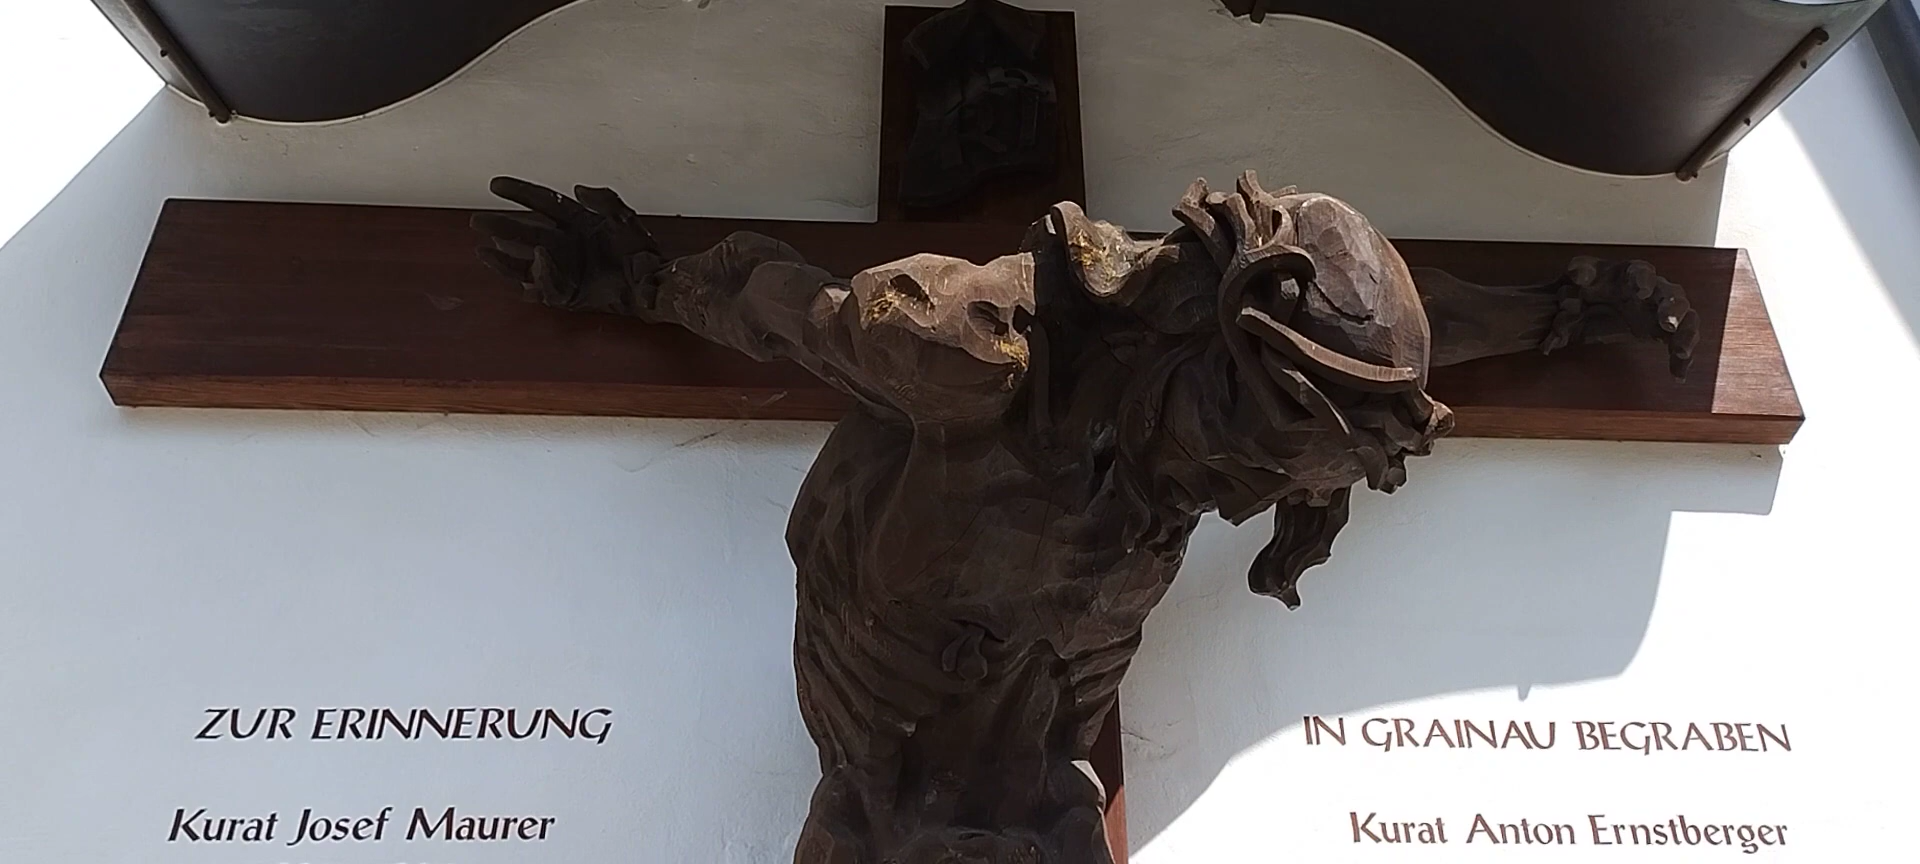 ZUR ERINNERUNG
Kurat Josef Maurer
IN GRAINAU BEGRABEN
Kurat Anton Ernstberger